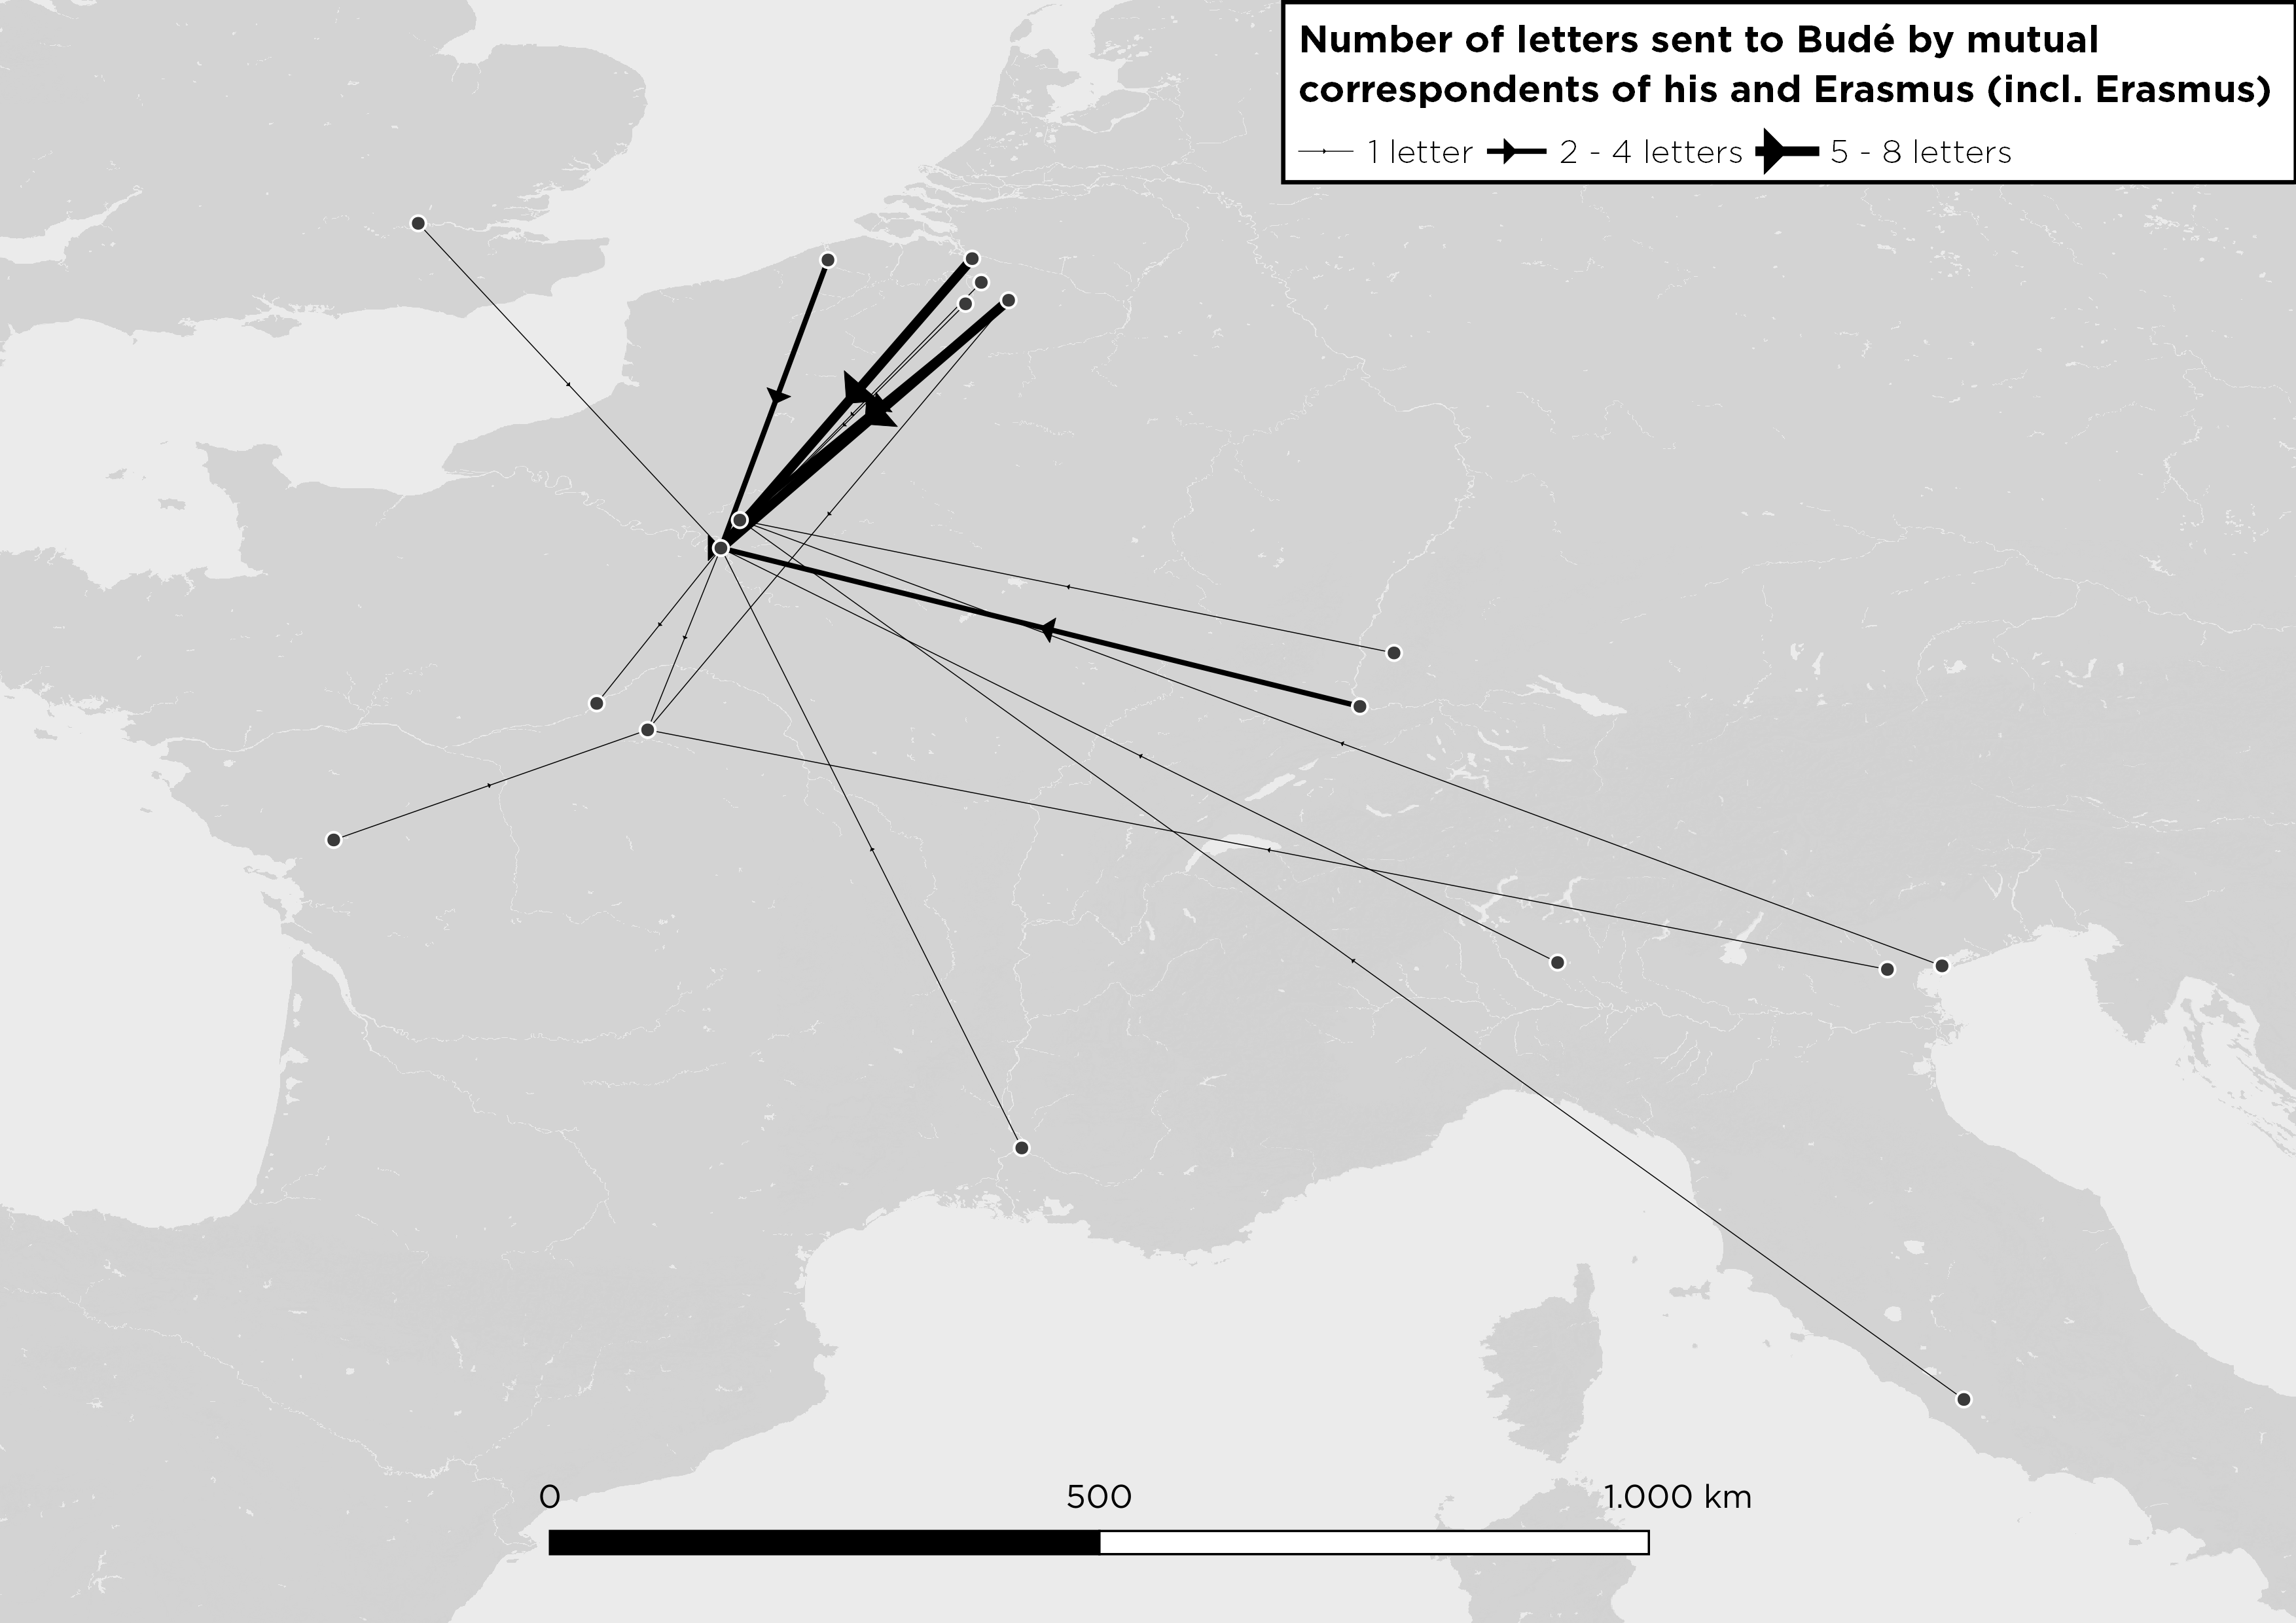 Number of letters sent to Budé by mutual
correspondents of his and Erasmus (incl. Erasmus)
1 letter 2 - 4 letters 5 - 8 letters
0 500 1.000 km